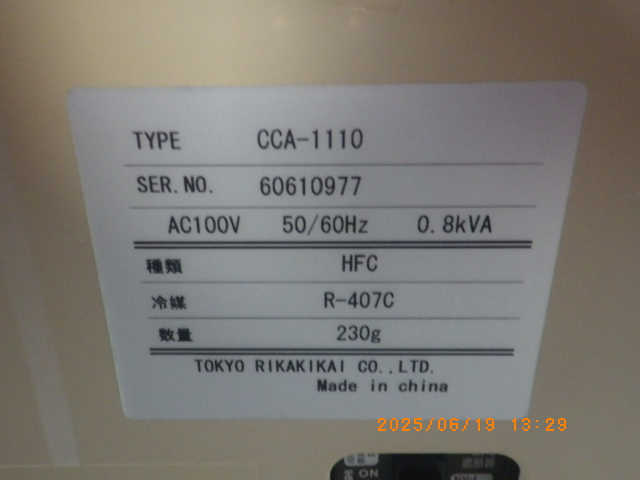 TYPE CCA-1110
SER.NO. 60610977
AC100V 50/60Hz 0.8kVA
種類 HFC
冷媒 R-407C
数量 230g
TOKYO RIKAKIKAI CO.,LTD.
Made in china
2025/06/19 13:29
NO